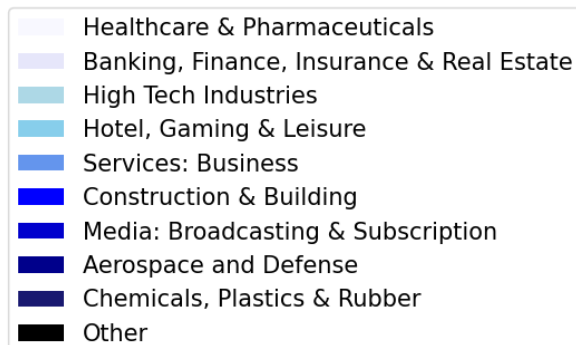 Healthcare & Pharmaceuticals
Banking, Finance, Insurance & Real Estate
High Tech Industries
Hotel, Gaming & Leisure
Services: Business
Construction & Building
Media: Broadcasting & Subscription
Aerospace and Defense
Chemicals, Plastics & Rubber
Other